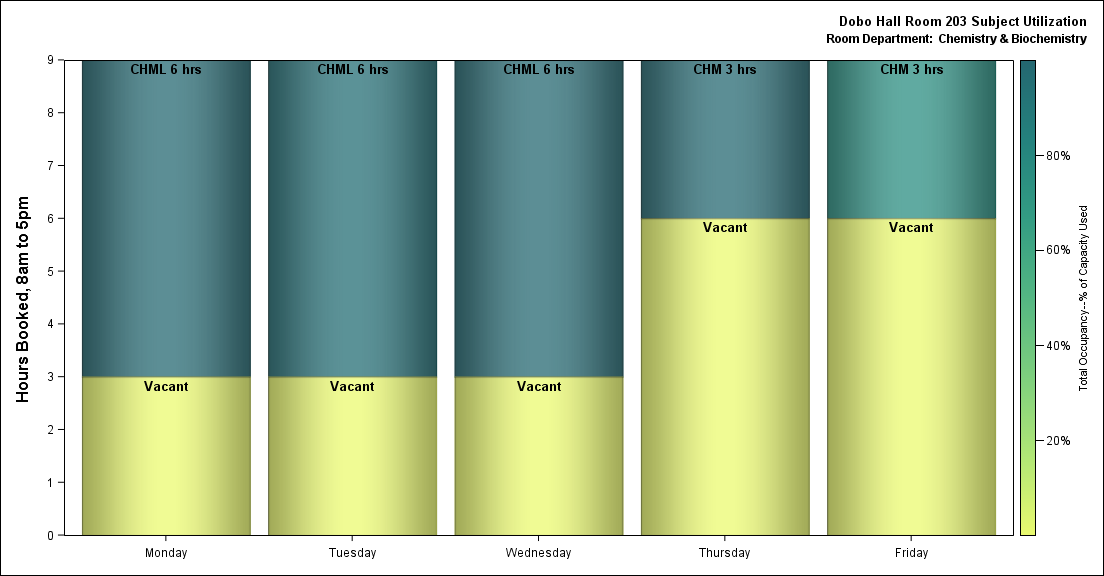 Dobo Hall Room 203 Subject Utilization
Room Department: Chemistry & Biochemistry
Hours Booked, 8am to 5pm
9
8
7
6
5
4
3
2
1
0
CHML 6 hrs
CHML 6 hrs
CHML 6 hrs
CHM 3 hrs
CHM 3 hrs
Vacant
Vacant
Vacant
Vacant
Vacant
Monday
Tuesday
Wednesday
Thursday
Friday
80%
60%
40%
20%
Total Occupancy--% of Capacity Used